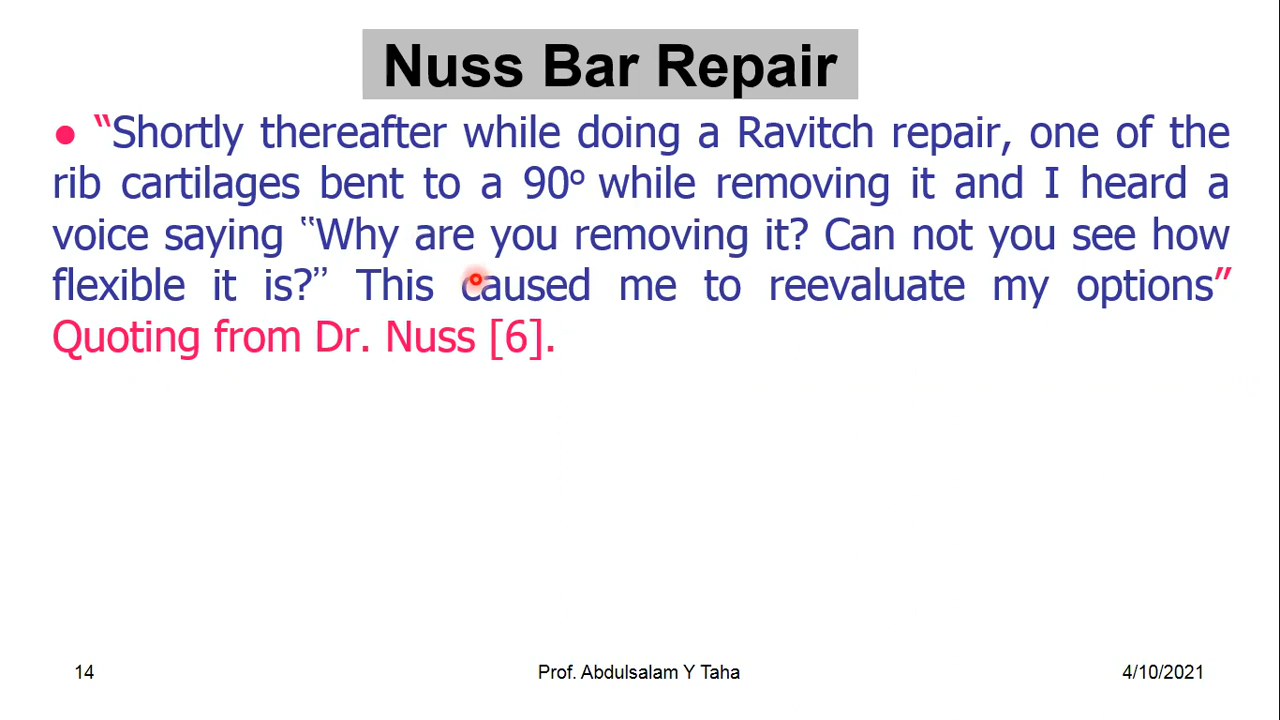 Nuss Bar Repair
● “Shortly thereafter while doing a Ravitch repair, one of the
rib cartilages bent to a 90º while removing it and I heard a
voice saying “Why are you removing it? Can not you see how
flexible it is?” This caused me to reevaluate my options”
Quoting from Dr. Nuss [6].
14 Prof. Abdulsalam Y Taha 4/10/2021